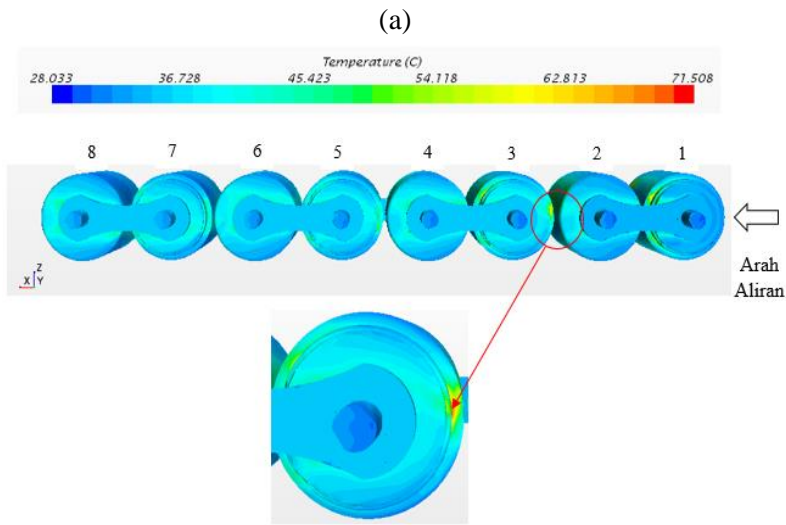 (a)
Temperature (C)
28.033 36.728 45.423 54.118 62.813 71.508
8 7 6 5 4 3 2 1
Z
X Y
Arah
Aliran